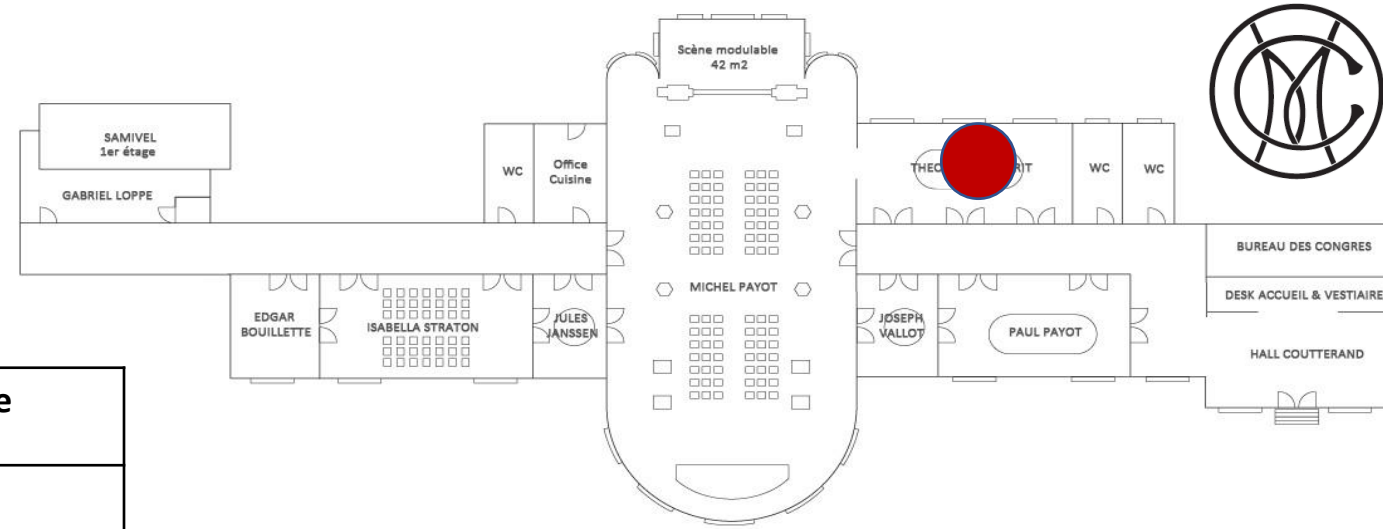 Scène modulable
42 m2
SAMIVEL
1er étage
GABRIEL LOPPE
WC
Office
Cuisine
WC
WC
BUREAU DES CONGRES
DESK ACCUEIL & VESTIAIRE
HALL COUTTERAND
MICHEL PAYOT
EDGAR
BOUILLETTE
ISABELLA STRATON
JULES
JANSSEN
JOSEPH
VALLOT
PAUL PAYOT